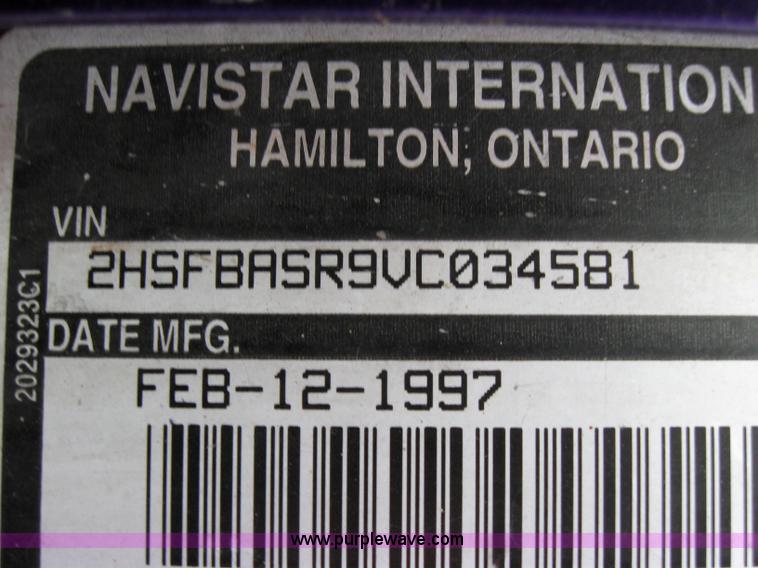 NAVISTAR INTERNATION
HAMILTON, ONTARIO
VIN
2HSFBASR9VC034581
DATE MFG.
FEB-12-1997
2029323C1
www.purplewave.com